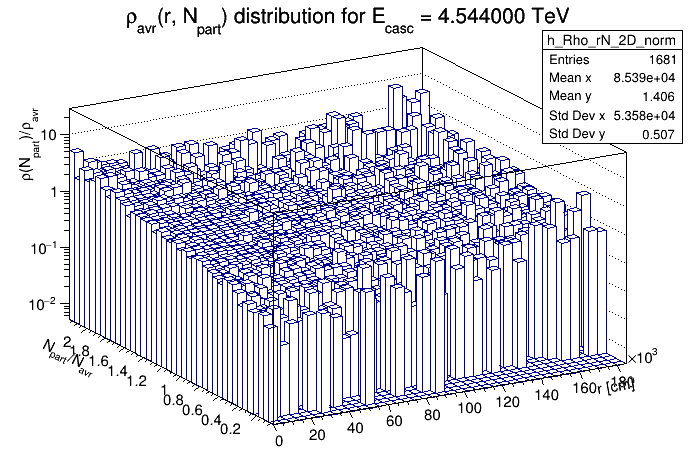 ρavr(r, Npart) distribution for Ecasc = 4.544000 TeV
h_Rho_rN_2D_norm
Entries 1681
Mean x 8.539e+04
Mean y 1.406
Std Dev x 5.358e+04
Std Dev y 0.507
ρ(Npart)/ρavr
10
1
10⁻¹
10⁻²
Npart/Navr
2 1.8 1.6 1.4 1.2 1 0.8 0.6 0.4 0.2
0 20 40 60 80 100 120 140 160 180
×10³
r [cm]